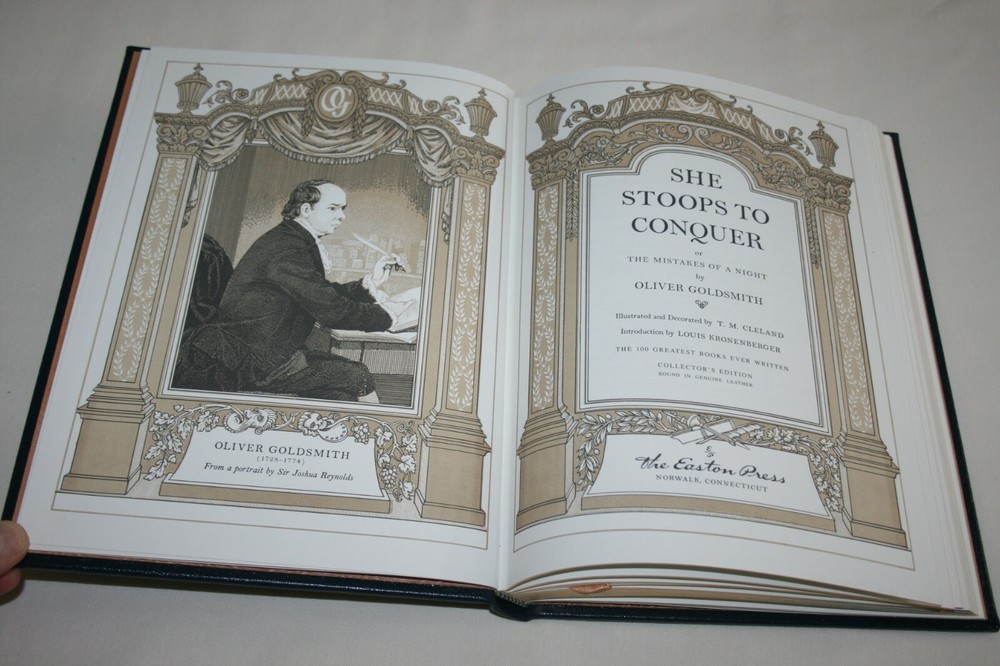 OG
OLIVER GOLDSMITH
(1728-1774)
From a portrait by Sir Joshua Reynolds
SHE
STOOPS TO
CONQUER
or
THE MISTAKES OF A NIGHT
by
OLIVER GOLDSMITH
Illustrated and Decorated by T. M. CLELAND
Introduction by LOUIS KRONENBERGER
THE 100 GREATEST BOOKS EVER WRITTEN
COLLECTOR'S EDITION
BOUND IN GENUINE LEATHER
The Easton Press
NORWALK, CONNECTICUT